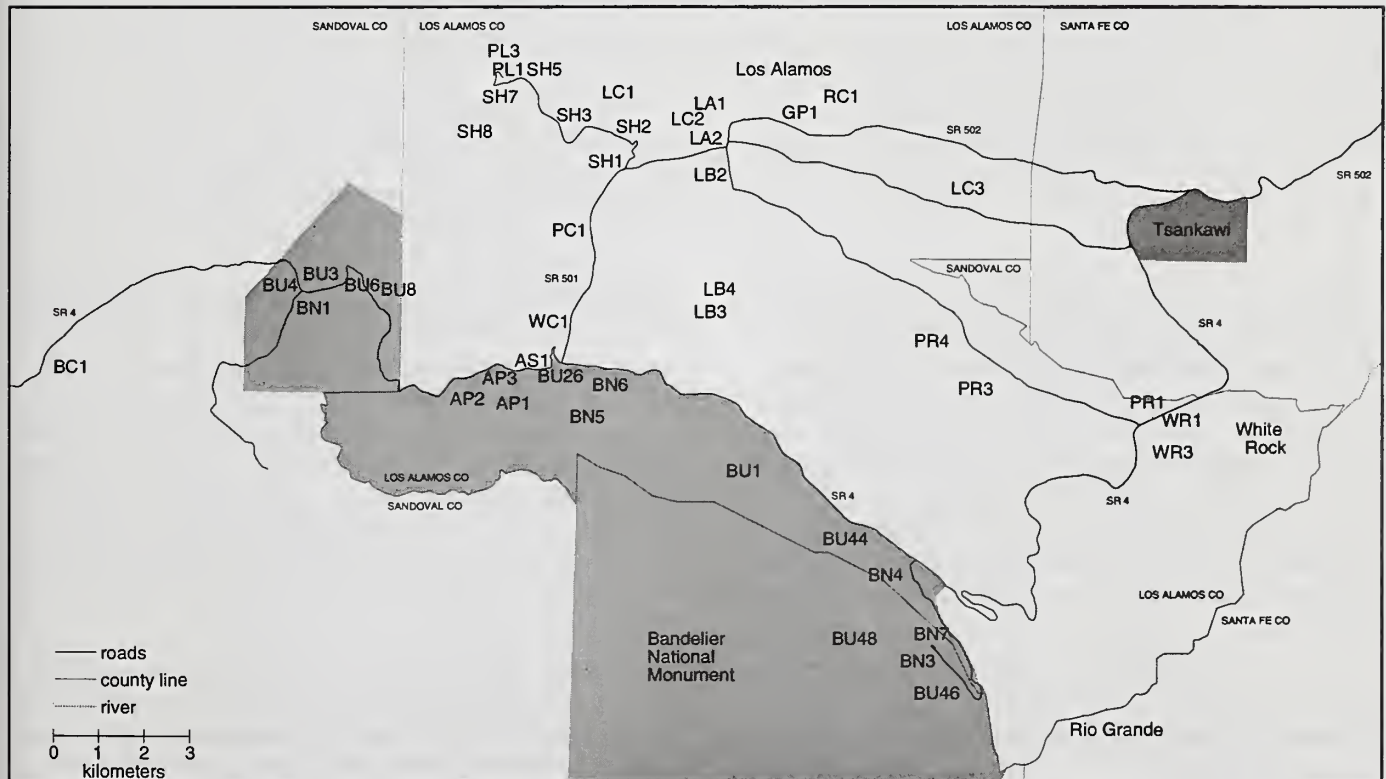 SANDOVAL CO LOS ALAMOS CO
LOS ALAMOS CO SANTA FE CO
PL3
PL1 SH5
SH7
SH8
SH3
LC1
SH2
SH1
Los Alamos
LA1
LC2
LA2
LB2
GP1
RC1
SR 502
SR 502
LC3
Tsankawi
PC1
SR 501
SANDOVAL CO
BU4
BU3
BU6
BU8
BN1
SR 4
BC1
LB4
LB3
WC1
SR 4
PR4
PR3
AS1
AP3
BU26
BN6
AP2
AP1
BN5
PR1
WR1
WR3
White
Rock
BU1
LOS ALAMOS CO
SANDOVAL CO
SR 4
SR 4
BU44
BN4
LOS ALAMOS CO
SANTA FE CO
Bandelier
National
Monument
BU48
BN7
BN3
BU46
Rio Grande
roads
county line
river
0 1 2 3
kilometers